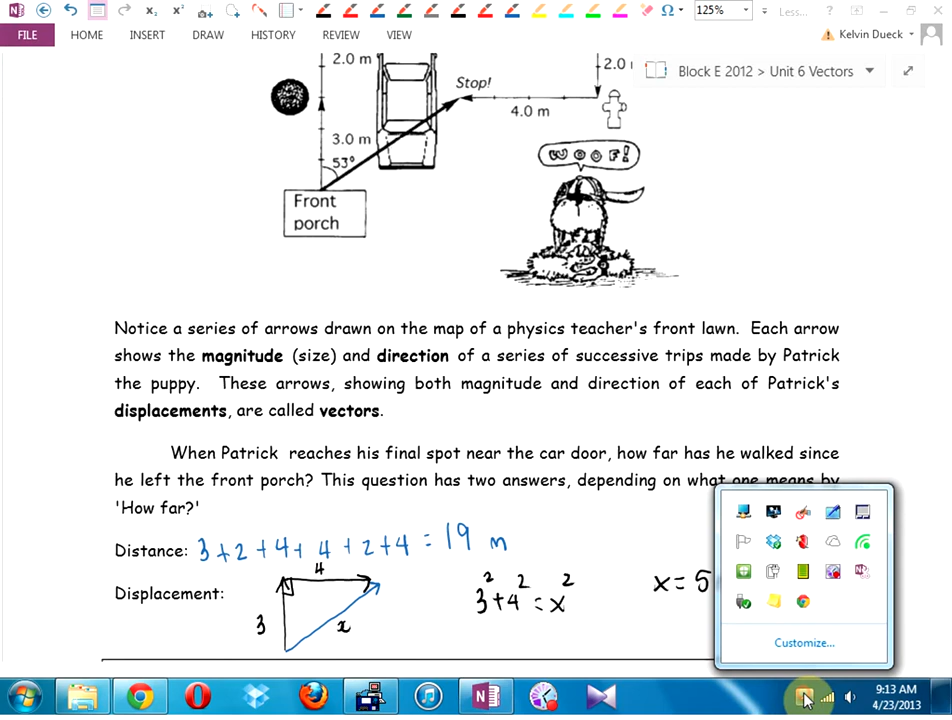 125%
Less...
?
FILE HOME INSERT DRAW HISTORY REVIEW VIEW
Kelvin Dueck
Block E 2012 > Unit 6 Vectors
2.0 m
Stop!
2.0
4.0 m
3.0 m
53°
WOOF!
Front
porch
Notice a series of arrows drawn on the map of a physics teacher's front lawn. Each arrow
shows the magnitude (size) and direction of a series of successive trips made by Patrick
the puppy. These arrows, showing both magnitude and direction of each of Patrick's
displacements, are called vectors.
When Patrick reaches his final spot near the car door, how far has he walked since
he left the front porch? This question has two answers, depending on what one means by
'How far?'
Distance: 3+2+4+4+2+4 = 19 m
Displacement:
4
3
x
3² + 4² = x²
x = 5
Customize...
9:13 AM
4/23/2013